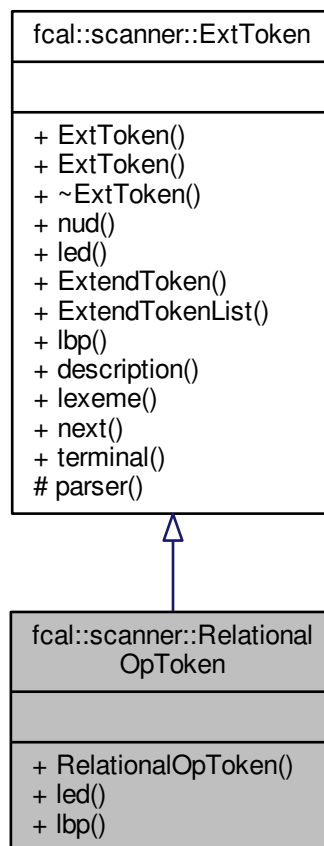 fcal::scanner::ExtToken
+ ExtToken()
+ ExtToken()
+ ~ExtToken()
+ nud()
+ led()
+ ExtendToken()
+ ExtendTokenList()
+ lbp()
+ description()
+ lexeme()
+ next()
+ terminal()
# parser()
fcal::scanner::Relational
OpToken
+ RelationalOpToken()
+ led()
+ lbp()